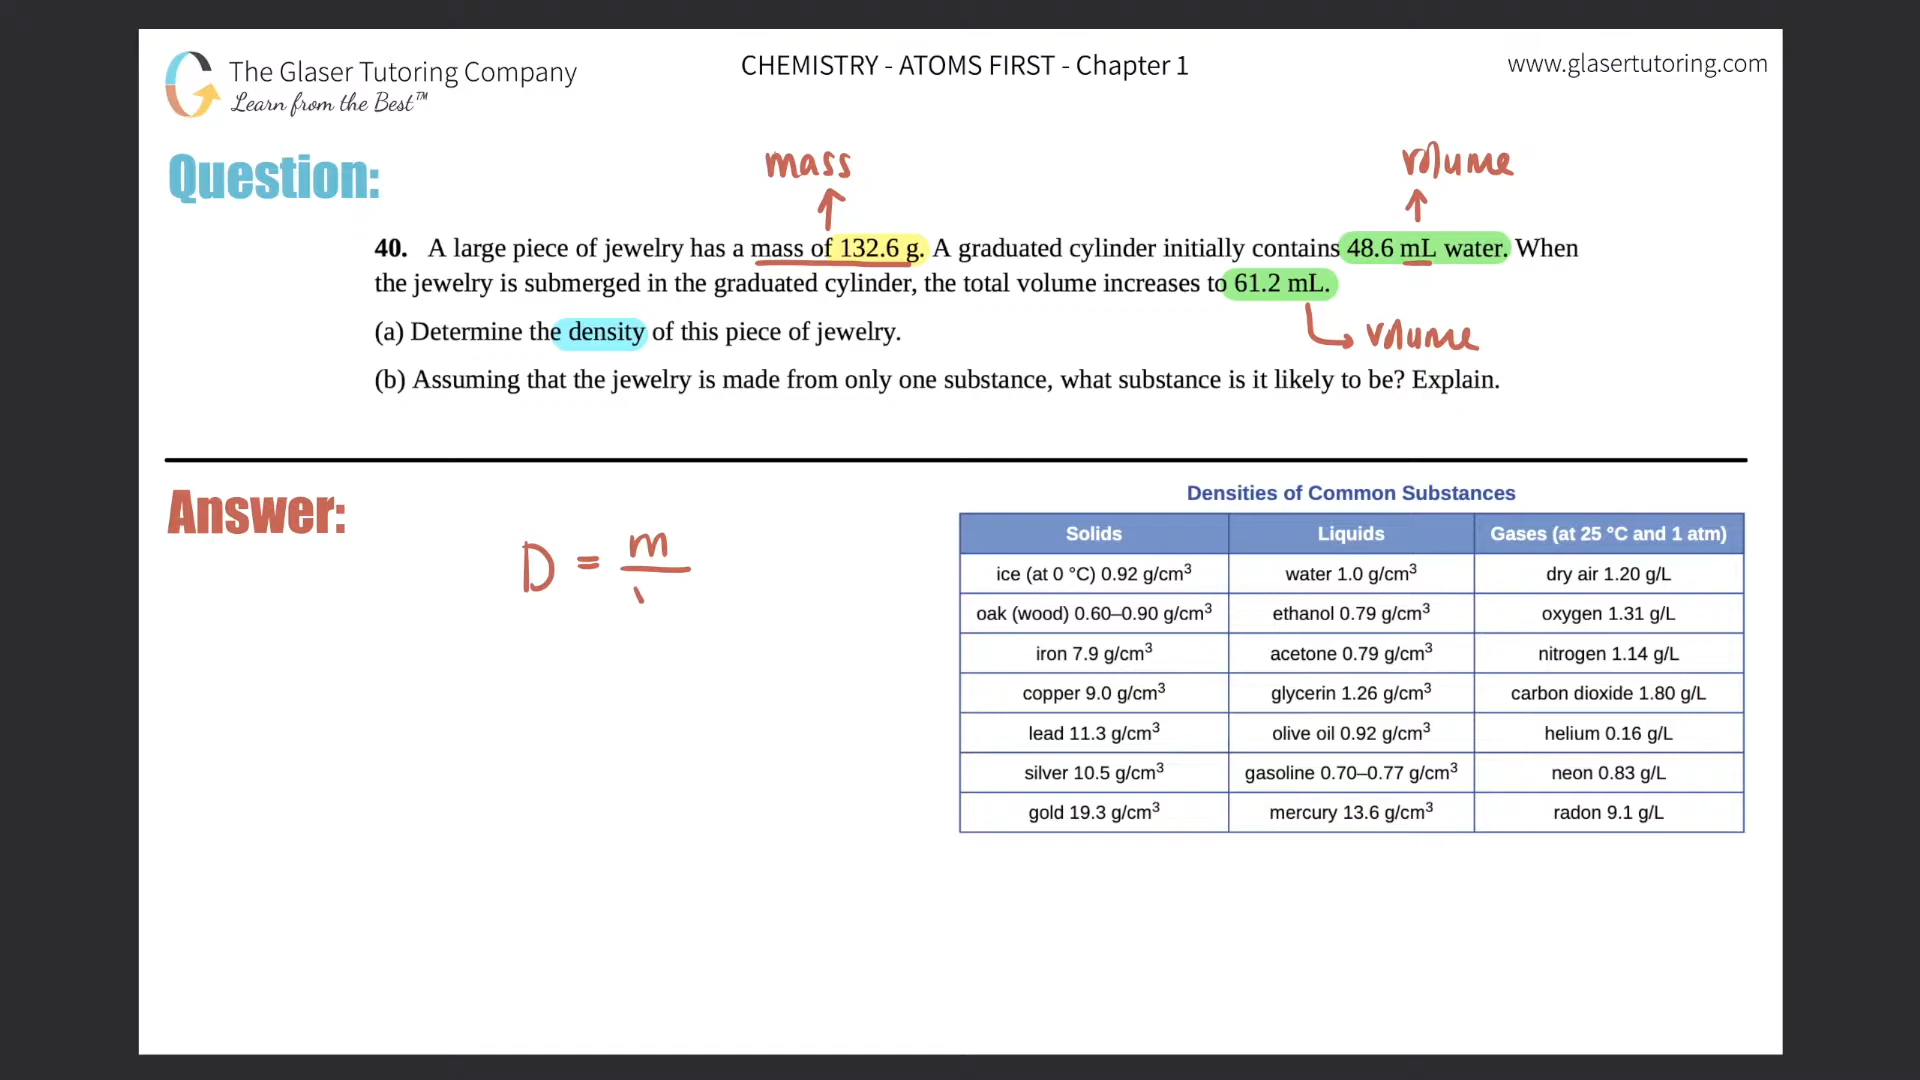 The Glaser Tutoring Company
Learn from the Best™
CHEMISTRY - ATOMS FIRST - Chapter 1
www.glasertutoring.com
Question:
mass
volume
40. A large piece of jewelry has a mass of 132.6 g. A graduated cylinder initially contains 48.6 mL water. When
the jewelry is submerged in the graduated cylinder, the total volume increases to 61.2 mL.
(a) Determine the density of this piece of jewelry.
volume
(b) Assuming that the jewelry is made from only one substance, what substance is it likely to be? Explain.
Answer:
D = m
Densities of Common Substances
Solids Liquids Gases (at 25 °C and 1 atm)
ice (at 0 °C) 0.92 g/cm³ water 1.0 g/cm³ dry air 1.20 g/L
oak (wood) 0.60–0.90 g/cm³ ethanol 0.79 g/cm³ oxygen 1.31 g/L
iron 7.9 g/cm³ acetone 0.79 g/cm³ nitrogen 1.14 g/L
copper 9.0 g/cm³ glycerin 1.26 g/cm³ carbon dioxide 1.80 g/L
lead 11.3 g/cm³ olive oil 0.92 g/cm³ helium 0.16 g/L
silver 10.5 g/cm³ gasoline 0.70–0.77 g/cm³ neon 0.83 g/L
gold 19.3 g/cm³ mercury 13.6 g/cm³ radon 9.1 g/L